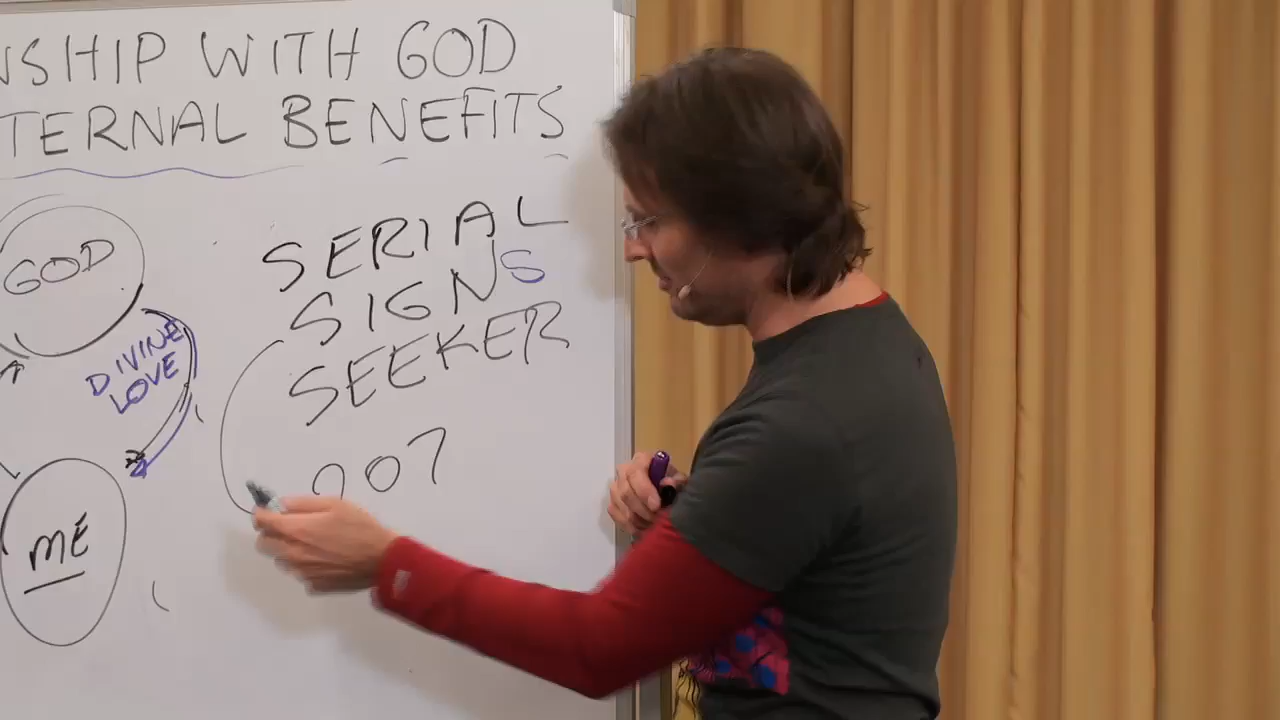 NSHIP WITH GOD
TERNAL BENEFITS
SERIAL
SIGNS
SEEKER
007
GOD
DIVINE
LOVE
ME